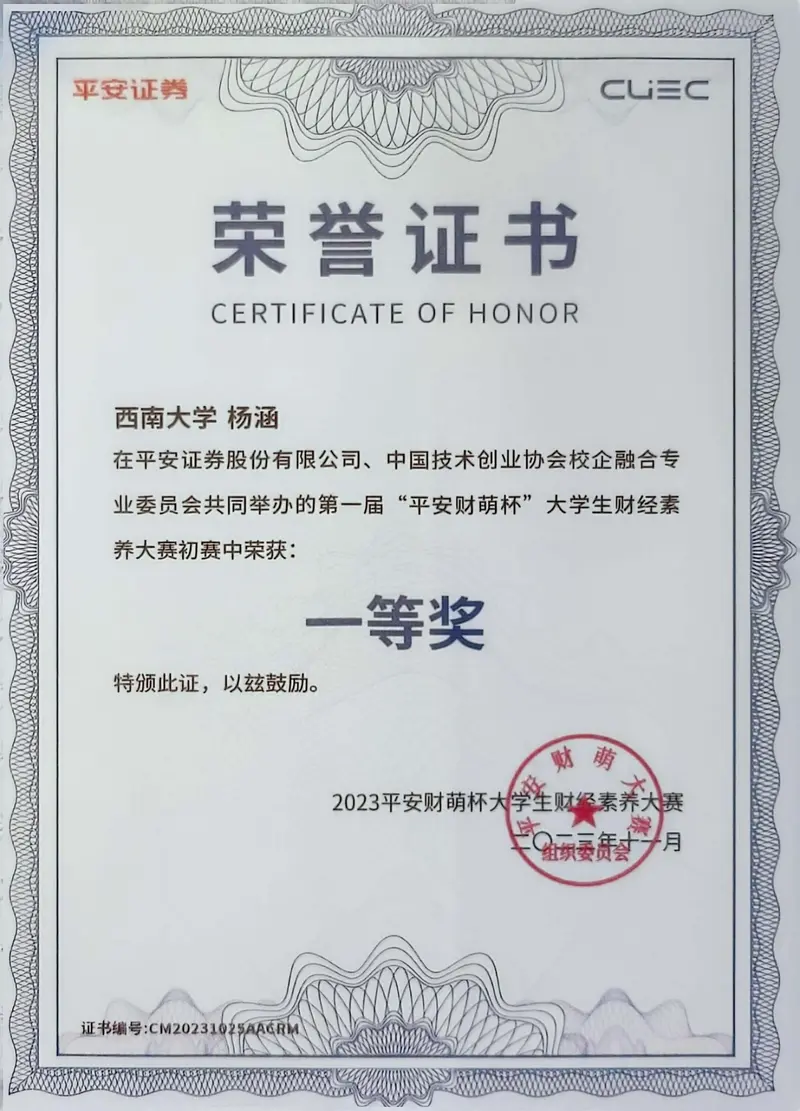 平安证券
CLIEC
荣誉证书
CERTIFICATE OF HONOR
西南大学 杨涵
在平安证券股份有限公司、中国技术创业协会校企融合专
业委员会共同举办的第一届“平安财萌杯”大学生财经素
养大赛初赛中荣获：
一等奖
特颁此证，以兹鼓励。
2023平安财萌杯大学生财经素养大赛
二〇二三年十一月
平安财萌大赛
组织委员会
证书编号:CM20231025AAGRM